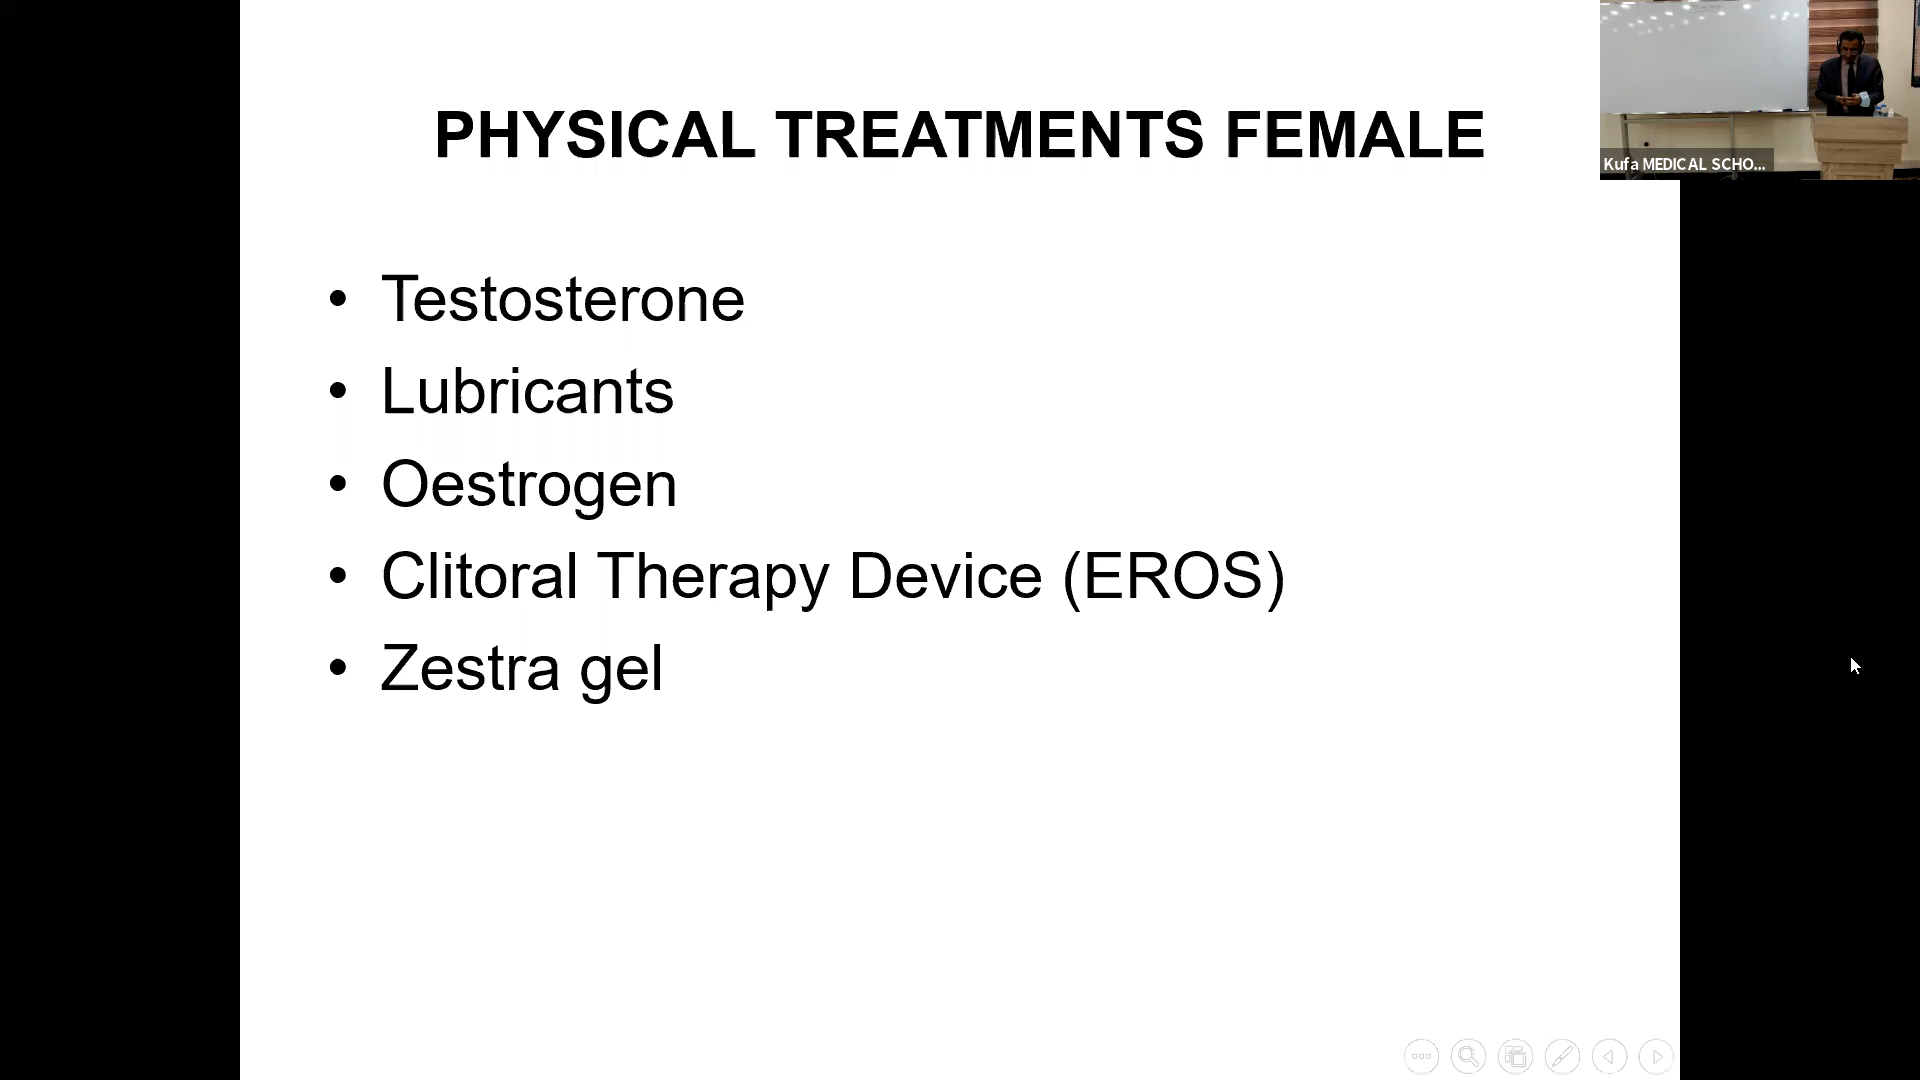 PHYSICAL TREATMENTS FEMALE
Kufa MEDICAL SCHO...
• Testosterone
• Lubricants
• Oestrogen
• Clitoral Therapy Device (EROS)
• Zestra gel